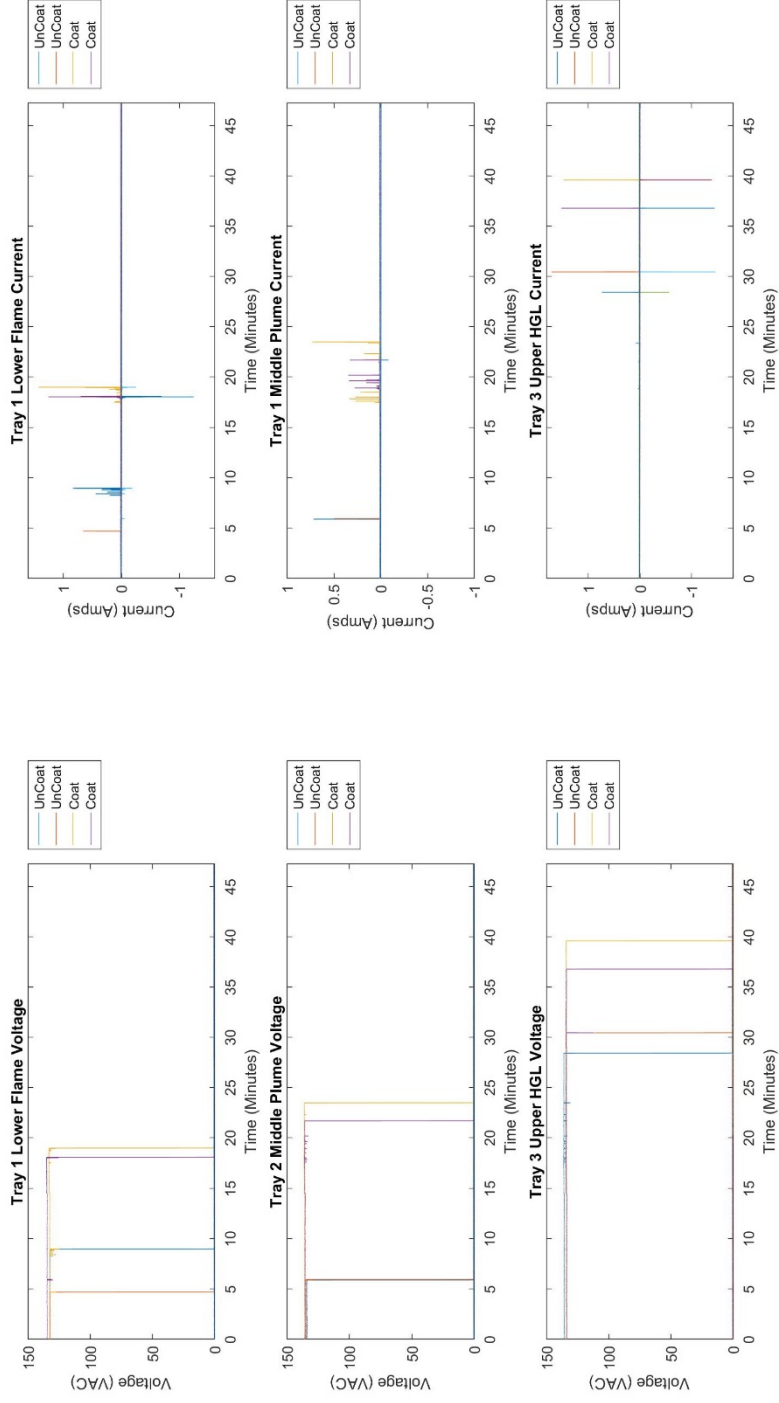 Tray 1 Lower Flame Voltage
150
100
50
0
Voltage (VAC)
0 5 10 15 20 25 30 35 40 45
Time (Minutes)
UnCoat
UnCoat
Coat
Coat
Tray 1 Lower Flame Current
1
0
-1
Current (Amps)
0 5 10 15 20 25 30 35 40 45
Time (Minutes)
UnCoat
UnCoat
Coat
Coat
Tray 2 Middle Plume Voltage
150
100
50
0
Voltage (VAC)
0 5 10 15 20 25 30 35 40 45
Time (Minutes)
UnCoat
UnCoat
Coat
Coat
Tray 1 Middle Plume Current
1
0.5
0
-0.5
-1
Current (Amps)
0 5 10 15 20 25 30 35 40 45
Time (Minutes)
UnCoat
UnCoat
Coat
Coat
Tray 3 Upper HGL Voltage
150
100
50
0
Voltage (VAC)
0 5 10 15 20 25 30 35 40 45
Time (Minutes)
UnCoat
UnCoat
Coat
Coat
Tray 3 Upper HGL Current
1
0
-1
Current (Amps)
0 5 10 15 20 25 30 35 40 45
Time (Minutes)
UnCoat
UnCoat
Coat
Coat